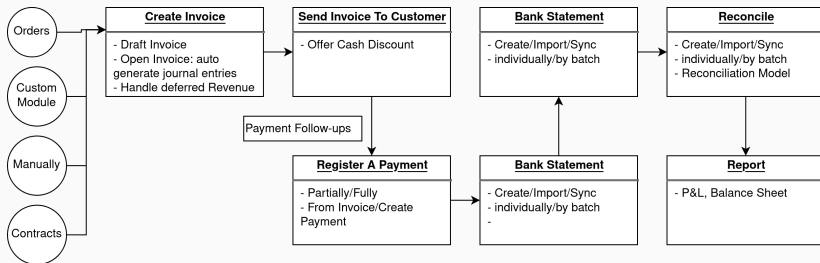 Orders
Custom
Module
Manually
Contracts
Create Invoice
- Draft Invoice
- Open Invoice: auto
generate journal entries
- Handle deferred Revenue
Send Invoice To Customer
- Offer Cash Discount
Payment Follow-ups
Register A Payment
- Partially/Fully
- From Invoice/Create
Payment
Bank Statement
- Create/Import/Sync
- individually/by batch
-
Bank Statement
- Create/Import/Sync
- individually/by batch
Reconcile
- Create/Import/Sync
- individually/by batch
- Reconciliation Model
Report
- P&L, Balance Sheet